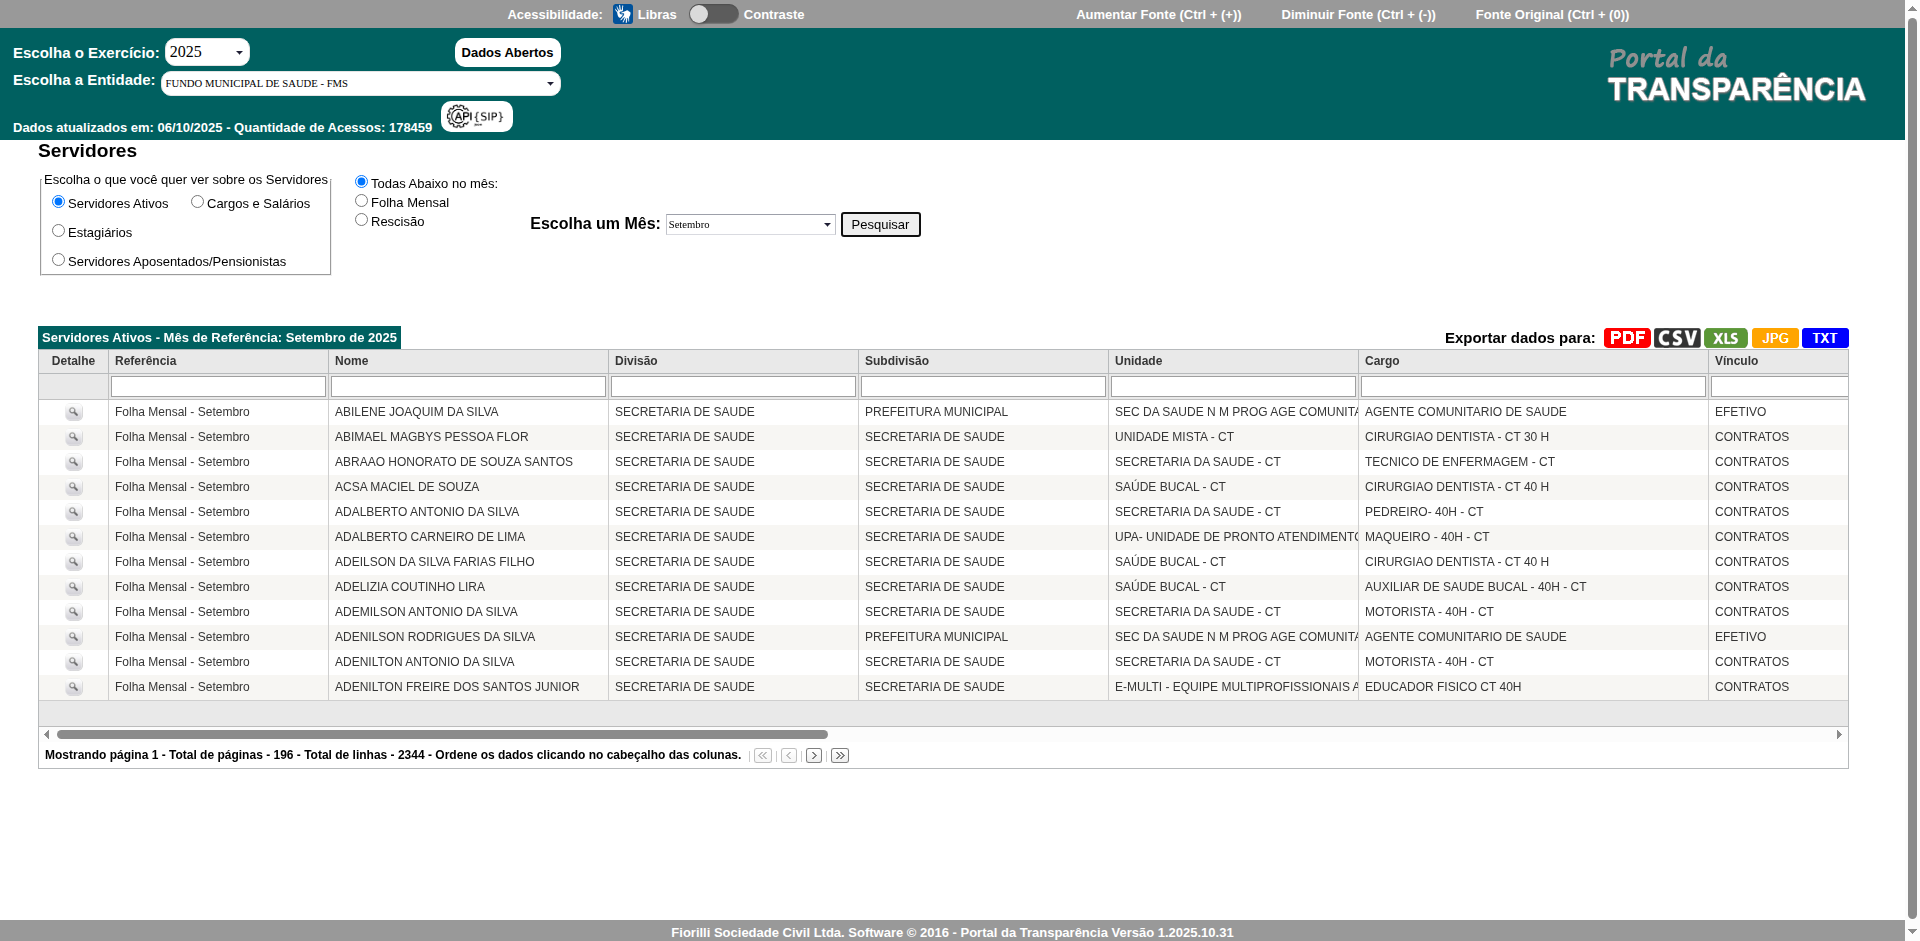 Acessibilidade: Libras Contraste Aumentar Fonte (Ctrl + (+)) Diminuir Fonte (Ctrl + (-)) Fonte Original (Ctrl + (0))
Escolha o Exercício: 2025 Dados Abertos
Escolha a Entidade: FUNDO MUNICIPAL DE SAUDE - FMS
Portal da
TRANSPARÊNCIA
Dados atualizados em: 06/10/2025 - Quantidade de Acessos: 178459 API {SIP}
Servidores
Escolha o que você quer ver sobre os Servidores
Servidores Ativos Cargos e Salários
Estagiários
Servidores Aposentados/Pensionistas
Todas Abaixo no mês:
Folha Mensal
Rescisão
Escolha um Mês: Setembro Pesquisar
Servidores Ativos - Mês de Referência: Setembro de 2025 Exportar dados para: PDF CSV XLS JPG TXT
Detalhe Referência Nome Divisão Subdivisão Unidade Cargo Vínculo
Folha Mensal - Setembro ABILENE JOAQUIM DA SILVA SECRETARIA DE SAUDE PREFEITURA MUNICIPAL SEC DA SAUDE N M PROG AGE COMUNITA AGENTE COMUNITARIO DE SAUDE EFETIVO
Folha Mensal - Setembro ABIMAEL MAGBYS PESSOA FLOR SECRETARIA DE SAUDE SECRETARIA DE SAUDE UNIDADE MISTA - CT CIRURGIAO DENTISTA - CT 30 H CONTRATOS
Folha Mensal - Setembro ABRAAO HONORATO DE SOUZA SANTOS SECRETARIA DE SAUDE SECRETARIA DE SAUDE SECRETARIA DA SAUDE - CT TECNICO DE ENFERMAGEM - CT CONTRATOS
Folha Mensal - Setembro ACSA MACIEL DE SOUZA SECRETARIA DE SAUDE SECRETARIA DE SAUDE SAÚDE BUCAL - CT CIRURGIAO DENTISTA - CT 40 H CONTRATOS
Folha Mensal - Setembro ADALBERTO ANTONIO DA SILVA SECRETARIA DE SAUDE SECRETARIA DE SAUDE SECRETARIA DA SAUDE - CT PEDREIRO- 40H - CT CONTRATOS
Folha Mensal - Setembro ADALBERTO CARNEIRO DE LIMA SECRETARIA DE SAUDE SECRETARIA DE SAUDE UPA- UNIDADE DE PRONTO ATENDIMENTO MAQUEIRO - 40H - CT CONTRATOS
Folha Mensal - Setembro ADEILSON DA SILVA FARIAS FILHO SECRETARIA DE SAUDE SECRETARIA DE SAUDE SAÚDE BUCAL - CT CIRURGIAO DENTISTA - CT 40 H CONTRATOS
Folha Mensal - Setembro ADELIZIA COUTINHO LIRA SECRETARIA DE SAUDE SECRETARIA DE SAUDE SAÚDE BUCAL - CT AUXILIAR DE SAUDE BUCAL - 40H - CT CONTRATOS
Folha Mensal - Setembro ADEMILSON ANTONIO DA SILVA SECRETARIA DE SAUDE SECRETARIA DE SAUDE SECRETARIA DA SAUDE - CT MOTORISTA - 40H - CT CONTRATOS
Folha Mensal - Setembro ADENILSON RODRIGUES DA SILVA SECRETARIA DE SAUDE PREFEITURA MUNICIPAL SEC DA SAUDE N M PROG AGE COMUNITA AGENTE COMUNITARIO DE SAUDE EFETIVO
Folha Mensal - Setembro ADENILTON ANTONIO DA SILVA SECRETARIA DE SAUDE SECRETARIA DE SAUDE SECRETARIA DA SAUDE - CT MOTORISTA - 40H - CT CONTRATOS
Folha Mensal - Setembro ADENILTON FREIRE DOS SANTOS JUNIOR SECRETARIA DE SAUDE SECRETARIA DE SAUDE E-MULTI - EQUIPE MULTIPROFISSIONAIS A EDUCADOR FISICO CT 40H CONTRATOS
Mostrando página 1 - Total de páginas - 196 - Total de linhas - 2344 - Ordene os dados clicando no cabeçalho das colunas.
Fiorilli Sociedade Civil Ltda. Software © 2016 - Portal da Transparência Versão 1.2025.10.31